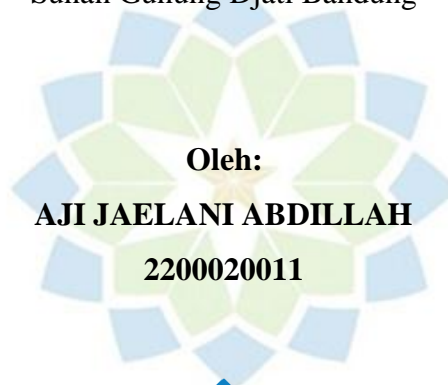 Sunan Gunung Djati Bandung
Oleh:
AJI JAELANI ABDILLAH
2200020011